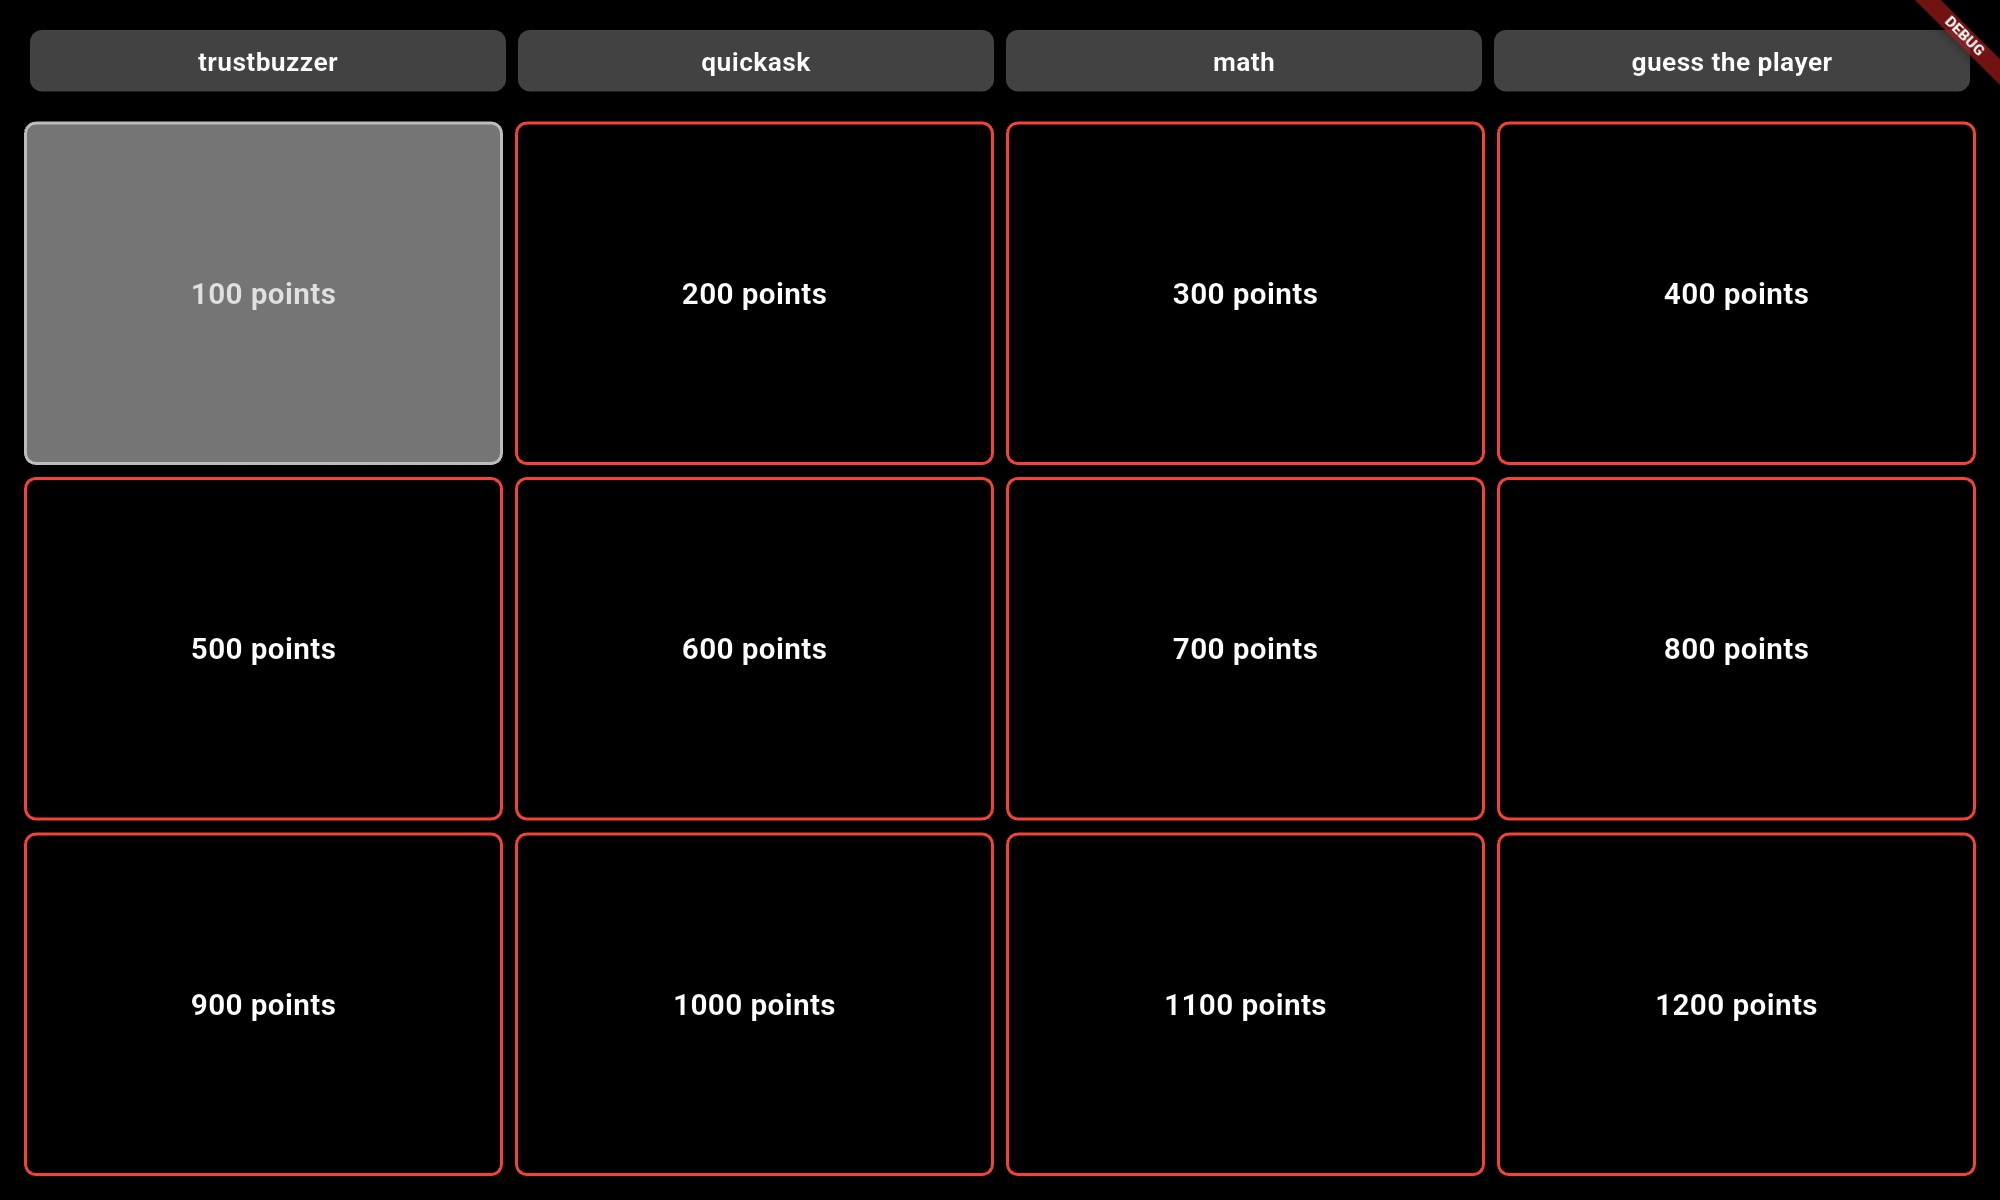 trustbuzzer
quickask
math
guess the player
DEBUG
100 points
200 points
300 points
400 points
500 points
600 points
700 points
800 points
900 points
1000 points
1100 points
1200 points